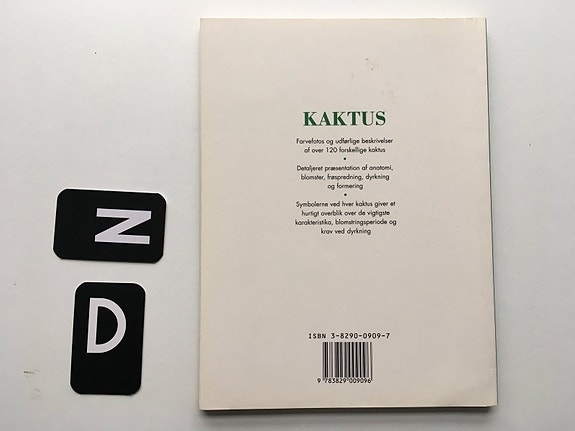 KAKTUS
Farvefotos og udførlige beskrivelser
af over 120 forskellige kaktus
•
Detaljeret præsentation af anatomi,
blomster, frøspredning, dyrkning
og formering
•
Symbolerne ved hver kaktus giver et
hurtigt overblik over de vigtigste
karakteristika, blomstringsperiode og
krav ved dyrkning
ISBN 3-8290-0909-7
9 783829 009096
Z
D